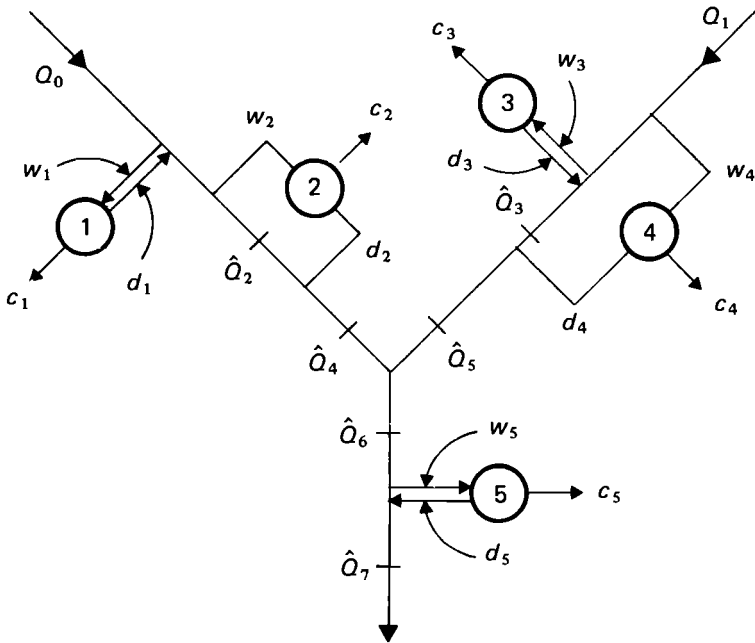 Q₁
c₃
Q₀
3
w₃
w₂
c₂
w₁
d₃
w₄
2
1
Q̂₃
4
Q̂₂
d₂
c₁
d₁
d₄
c₄
Q̂₄
Q̂₅
Q̂₆
w₅
5
c₅
d₅
Q̂₇